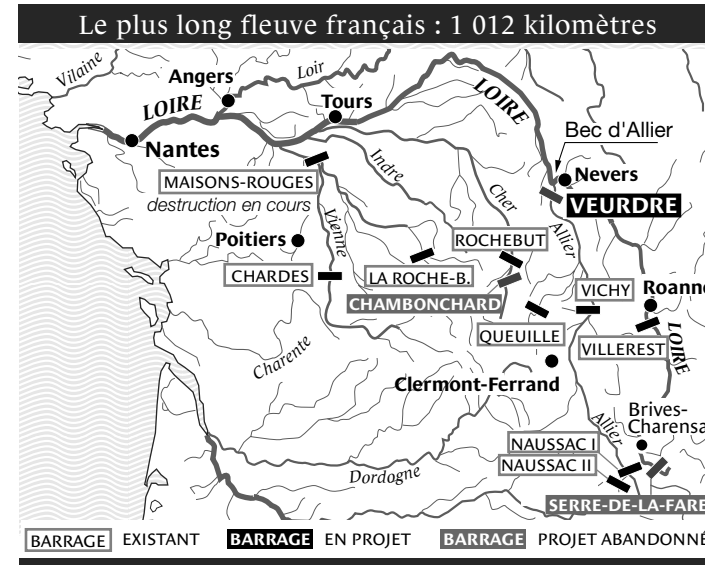 Le plus long fleuve français : 1 012 kilomètres
Vilaine
Angers
Loir
LOIRE
Tours
LOIRE
Bec d'Allier
Nantes
Indre
Nevers
MAISONS-ROUGES
destruction en cours
Cher
VEURDRE
Vienne
Allier
Poitiers
ROCHEBUT
CHARDES
LA ROCHE-B.
CHAMBONCHARD
VICHY
Roann
QUEUILLE
VILLEREST
LOIRE
Charente
Clermont-Ferrand
Allier
Brives-
Charensa
NAUSSAC I
NAUSSAC II
Dordogne
SERRE-DE-LA-FARE
BARRAGE EXISTANT BARRAGE EN PROJET BARRAGE PROJET ABANDONNÉ